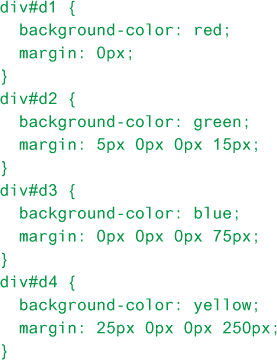 div#d1 {
  background-color: red;
  margin: 0px;
}
div#d2 {
  background-color: green;
  margin: 5px 0px 0px 15px;
}
div#d3 {
  background-color: blue;
  margin: 0px 0px 0px 75px;
}
div#d4 {
  background-color: yellow;
  margin: 25px 0px 0px 250px;
}